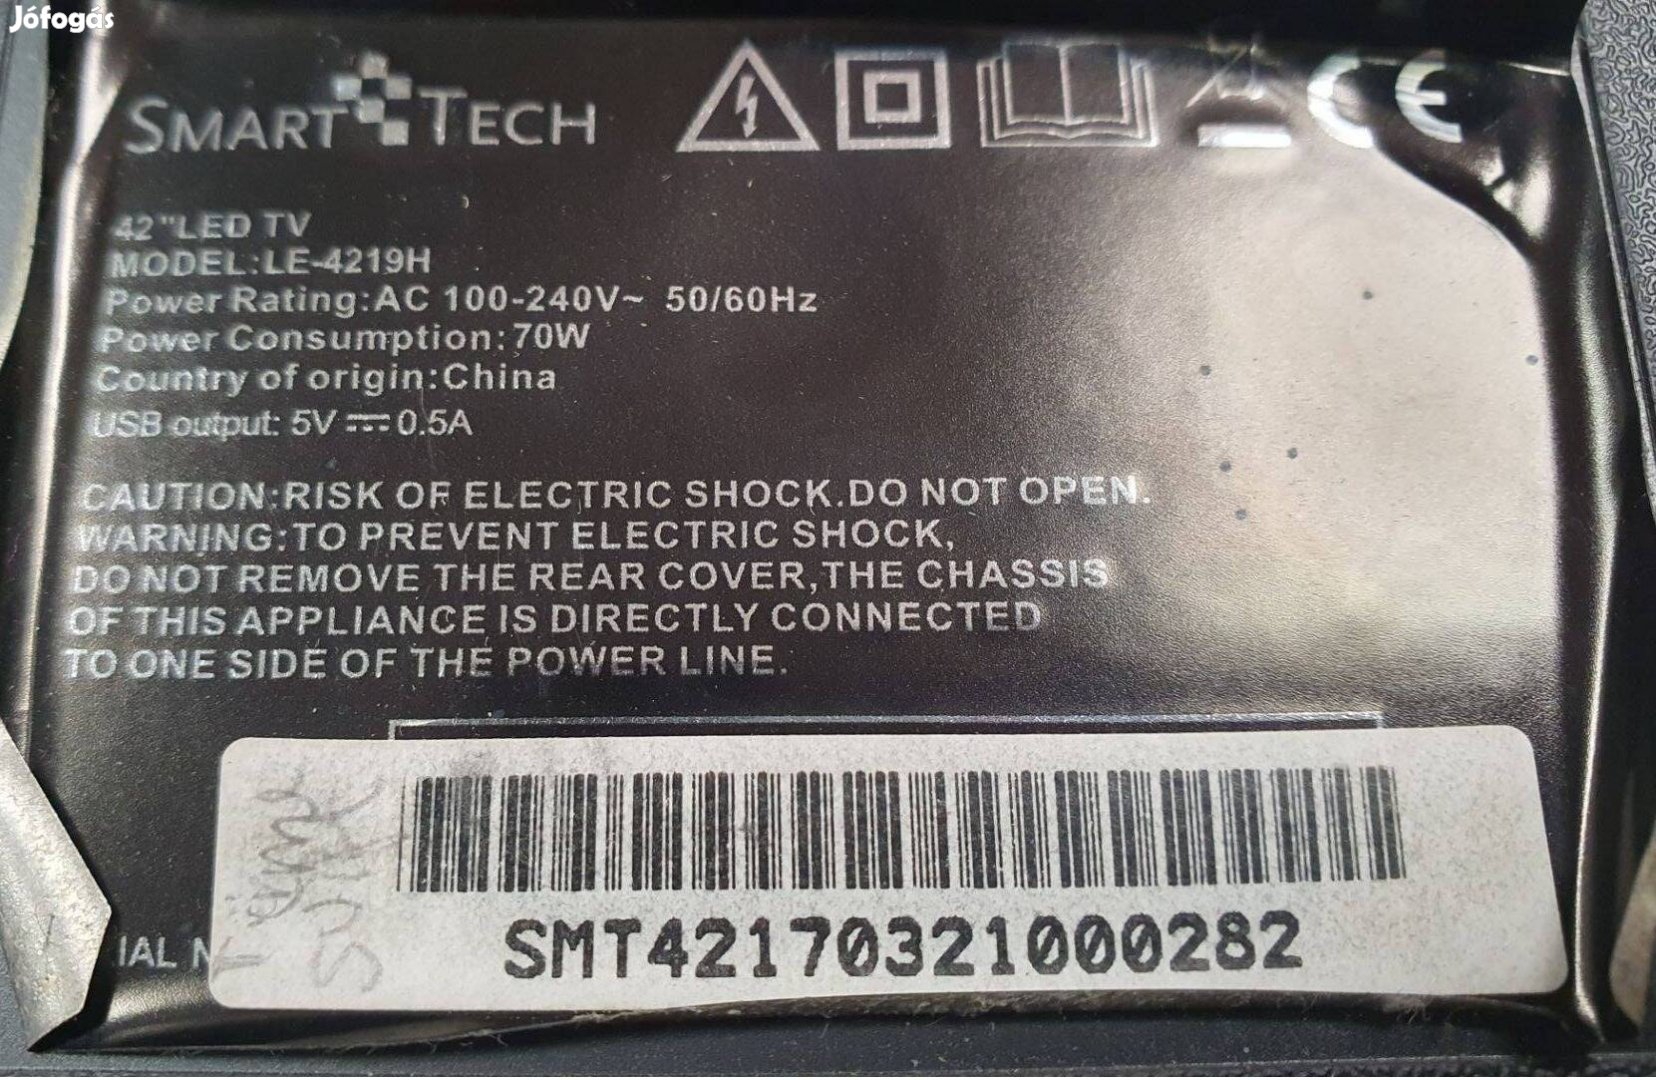 Jófogás
SMART TECH
CE
42"LED TV
MODEL:LE-4219H
Power Rating:AC 100-240V~ 50/60Hz
Power Consumption:70W
Country of origin:China
USB output: 5V ⎓ 0.5A
CAUTION:RISK OF ELECTRIC SHOCK.DO NOT OPEN.
WARNING:TO PREVENT ELECTRIC SHOCK,
DO NOT REMOVE THE REAR COVER,THE CHASSIS
OF THIS APPLIANCE IS DIRECTLY CONNECTED
TO ONE SIDE OF THE POWER LINE.
IAL N
SMT42170321000282